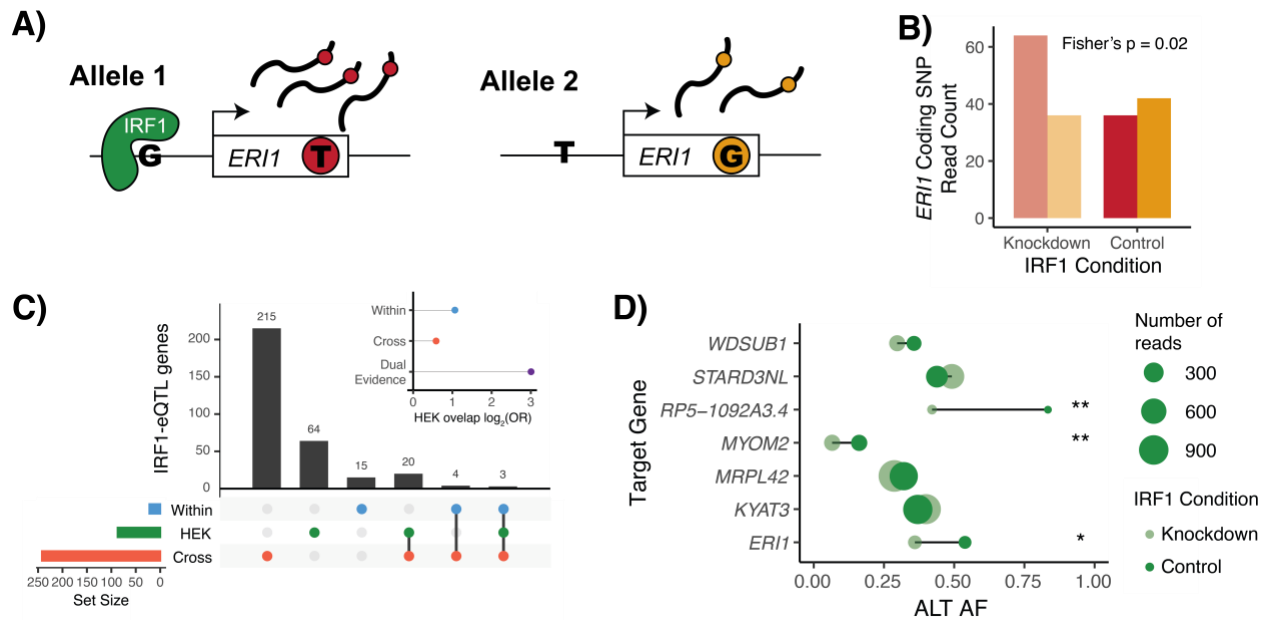 A)
Allele 1
IRF1
G
ERI1
T
Allele 2
T
ERI1
G
B)
ERI1 Coding SNP
Read Count
60
40
20
0
Fisher's p = 0.02
Knockdown
Control
IRF1 Condition
C)
IRF1-eQTL genes
200
150
100
50
0
215
64
15
20
4
3
Within
Cross
Dual
Evidence
0 1 2 3
HEK ovelap log2(OR)
Within
HEK
Cross
250 200 150 100 50 0
Set Size
D)
Target Gene
WDSUB1
STARD3NL
RP5−1092A3.4
**
MYOM2
**
MRPL42
KYAT3
ERI1
*
0.00 0.25 0.50 0.75 1.00
ALT AF
Number of
reads
300
600
900
IRF1 Condition
Knockdown
Control